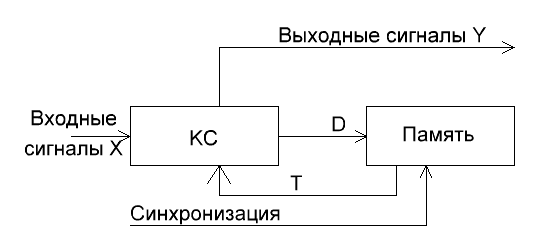 Выходные сигналы Y
Входные
сигналы X
КС
D
Память
T
Синхронизация